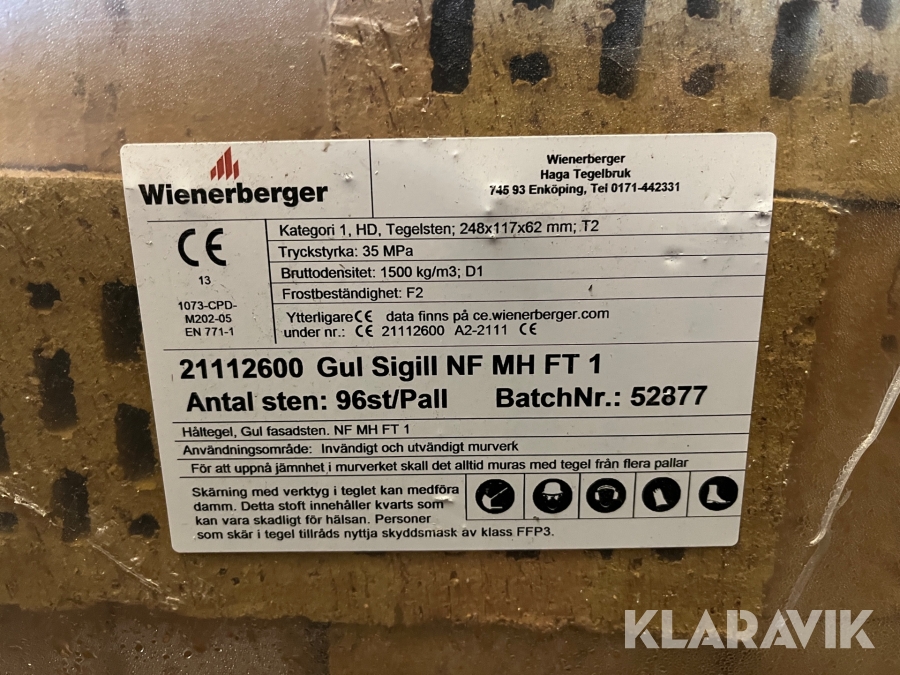 Wienerberger
Wienerberger
Haga Tegelbruk
745 93 Enköping, Tel 0171-442331
CE
13
1073-CPD-
M202-05
EN 771-1
Kategori 1, HD, Tegelsten; 248x117x62 mm; T2
Tryckstyrka: 35 MPa
Bruttodensitet: 1500 kg/m3; D1
Frostbeständighet: F2
Ytterligare CE data finns på ce.wienerberger.com
under nr.: CE 21112600 A2-2111 CE
21112600 Gul Sigill NF MH FT 1
Antal sten: 96st/Pall BatchNr.: 52877
Håltegel, Gul fasadsten. NF MH FT 1
Användningsområde: Invändigt och utvändigt murverk
För att uppnå jämnhet i murverket skall det alltid muras med tegel från flera pallar
Skärning med verktyg i teglet kan medföra
damm. Detta stoft innehåller kvarts som
kan vara skadligt för hälsan. Personer
som skär i tegel tillråds nyttja skyddsmask av klass FFP3.
KLARAVIK